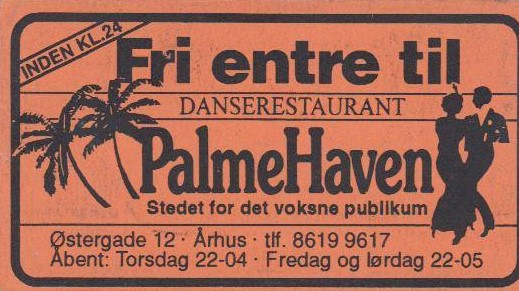 INDEN KL.24
Fri entre til
DANSERESTAURANT
PalmeHaven
Stedet for det voksne publikum
Østergade 12 · Århus · tlf. 8619 9617
Åbent: Torsdag 22-04 · Fredag og lørdag 22-05